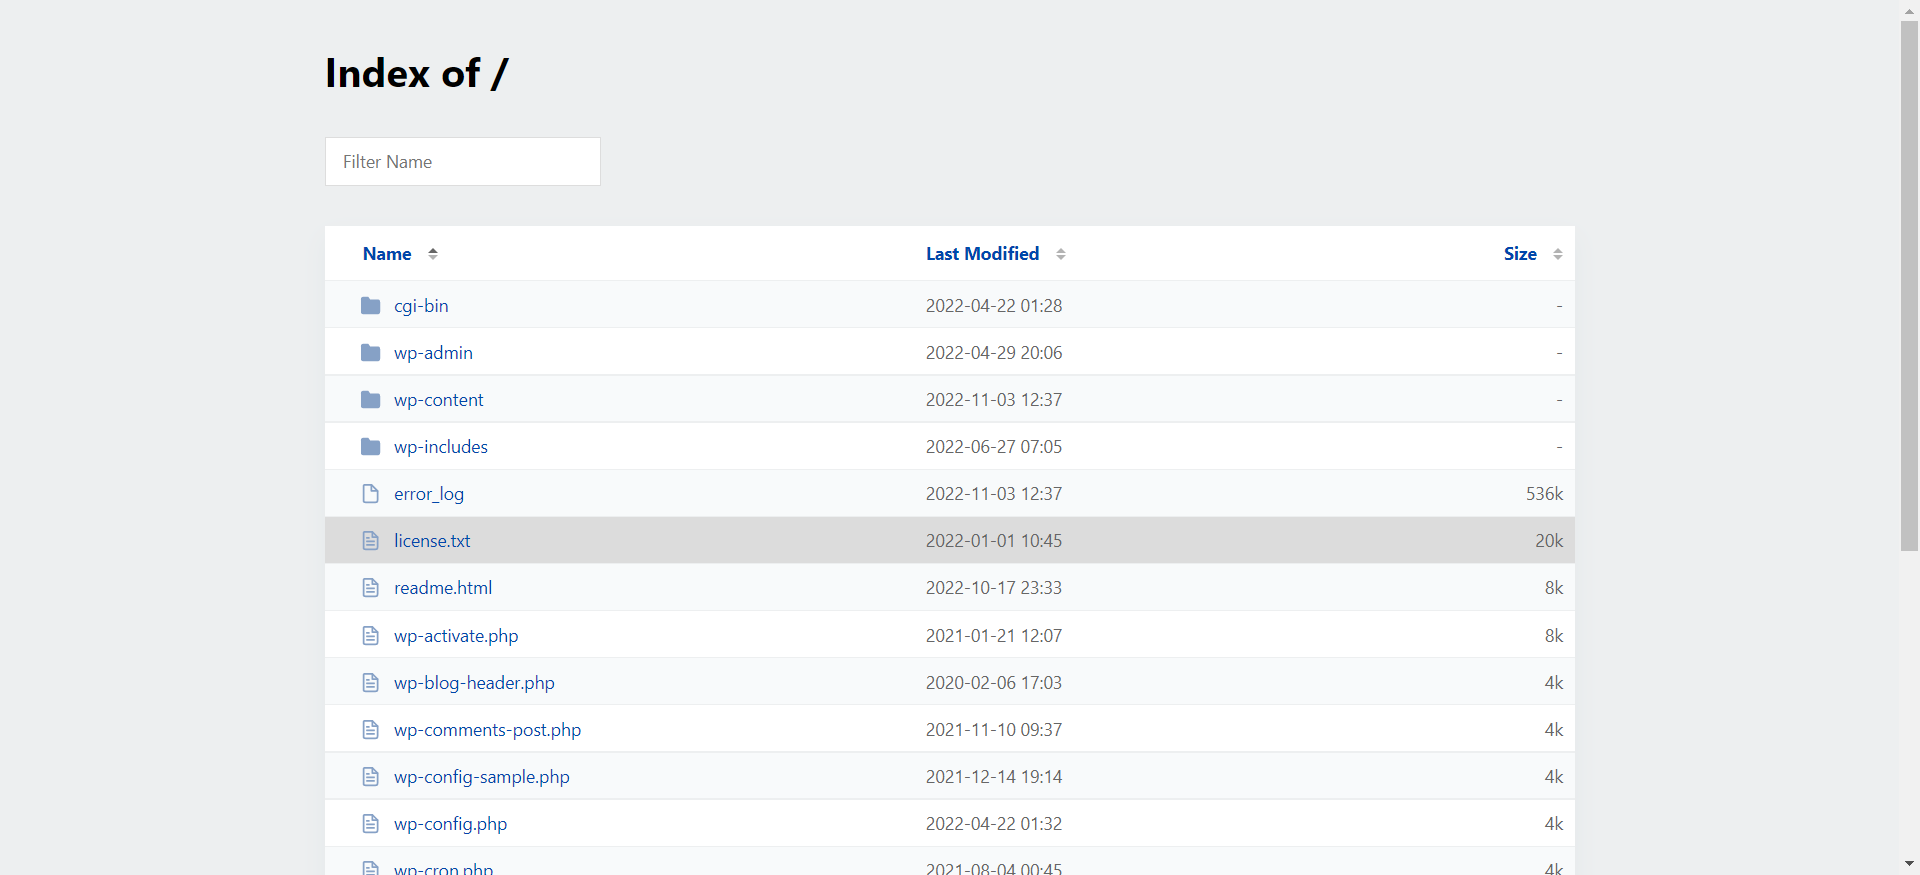 Index of /
Filter Name
Name Last Modified Size
cgi-bin 2022-04-22 01:28 -
wp-admin 2022-04-29 20:06 -
wp-content 2022-11-03 12:37 -
wp-includes 2022-06-27 07:05 -
error_log 2022-11-03 12:37 536k
license.txt 2022-01-01 10:45 20k
readme.html 2022-10-17 23:33 8k
wp-activate.php 2021-01-21 12:07 8k
wp-blog-header.php 2020-02-06 17:03 4k
wp-comments-post.php 2021-11-10 09:37 4k
wp-config-sample.php 2021-12-14 19:14 4k
wp-config.php 2022-04-22 01:32 4k
wp-cron.php 2021-08-04 00:45 4k